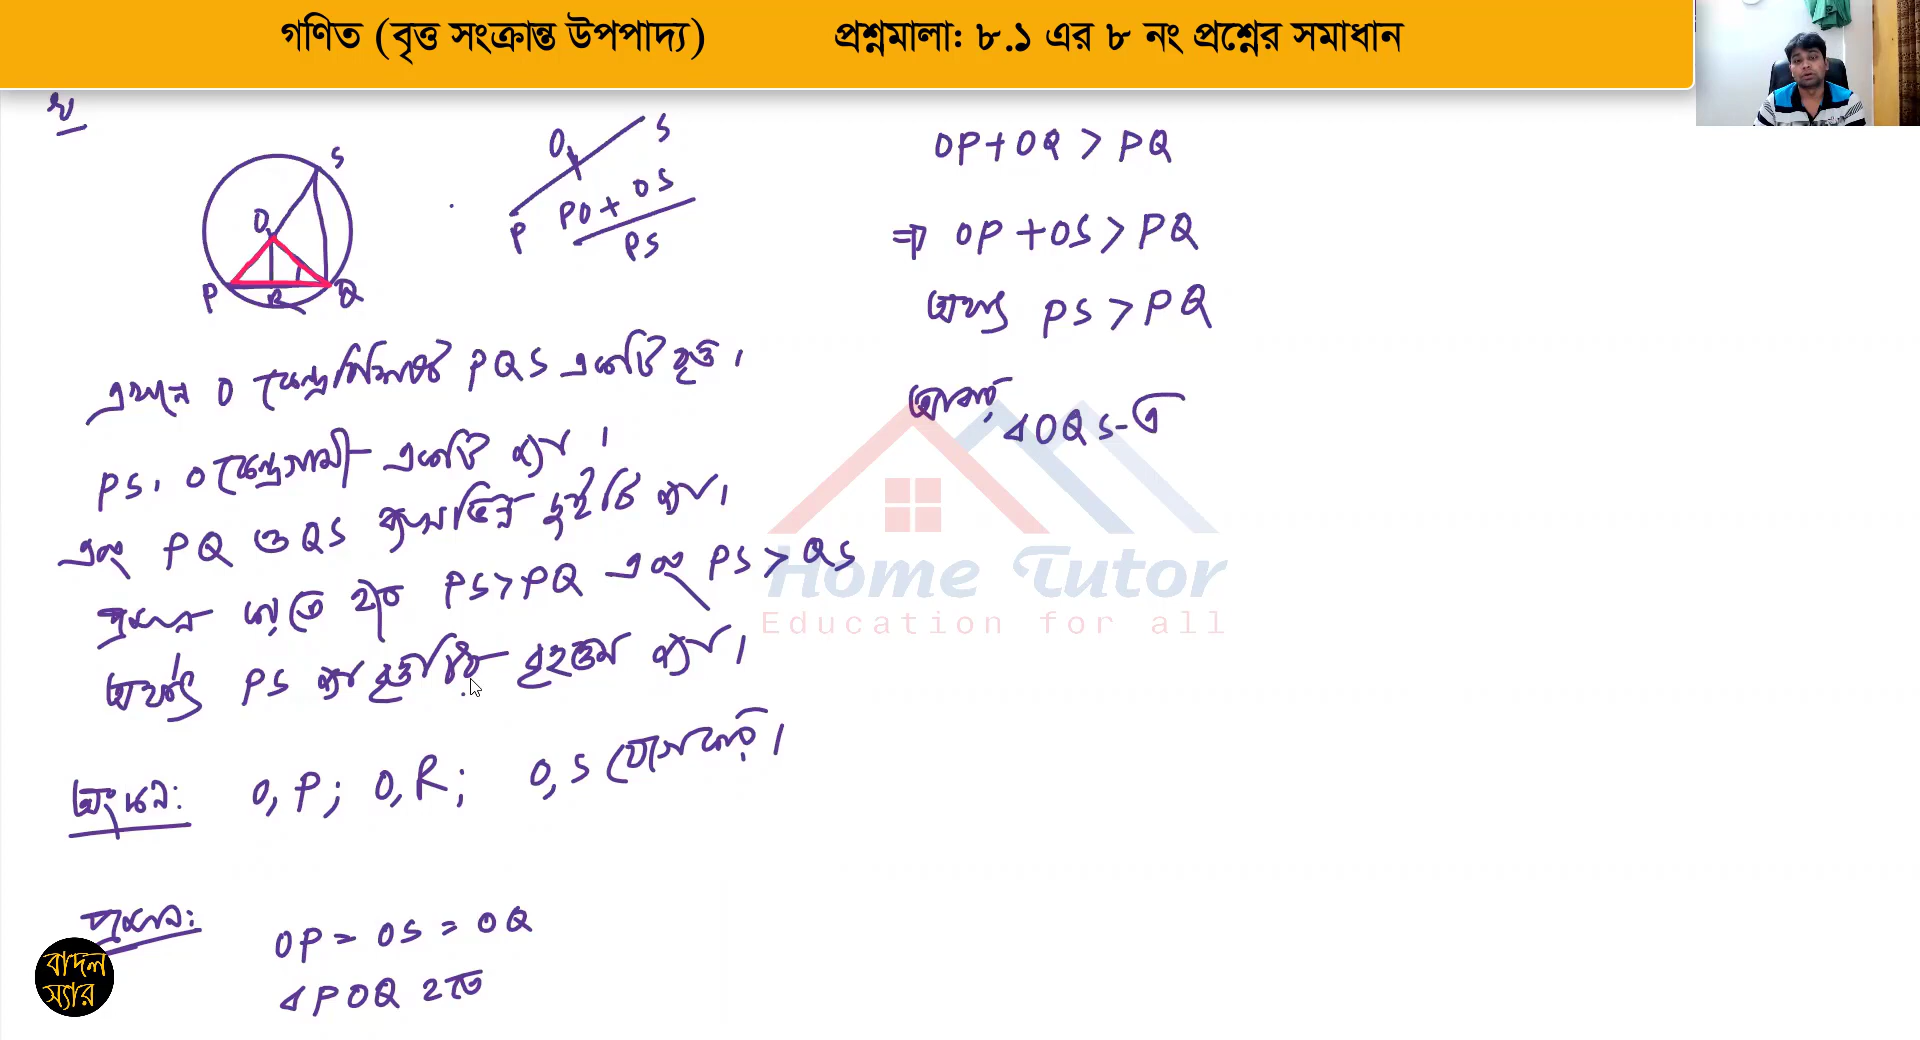 গণিত (বৃত্ত সংক্রান্ত উপপাদ্য) প্রশ্নমালা: ৮.১ এর ৮ নং প্রশ্নের সমাধান
খ
S
O
P
R
Q
O
S
P
PO + OS
PS
এখানে O কেন্দ্রবিশিষ্ট PQS একটি বৃত্ত।
PS, O কেন্দ্রগামী একটি ব্যাস।
এবং PQ ও QS ব্যাসভিন্ন দুইটি জ্যা।
প্রমাণ করতে হবে PS > PQ এবং PS > QS
অর্থাৎ PS জ্যা বৃত্তটির বৃহত্তম জ্যা।
অংকন: O, P; O, R; O, S যোগ করি।
প্রমাণ: OP = OS = OQ
△POQ হতে
OP + OQ > PQ
⇒ OP + OS > PQ
অর্থাৎ PS > PQ
আবার, △OQS-এ
Home Tutor
Education for all
বাদল
স্যার